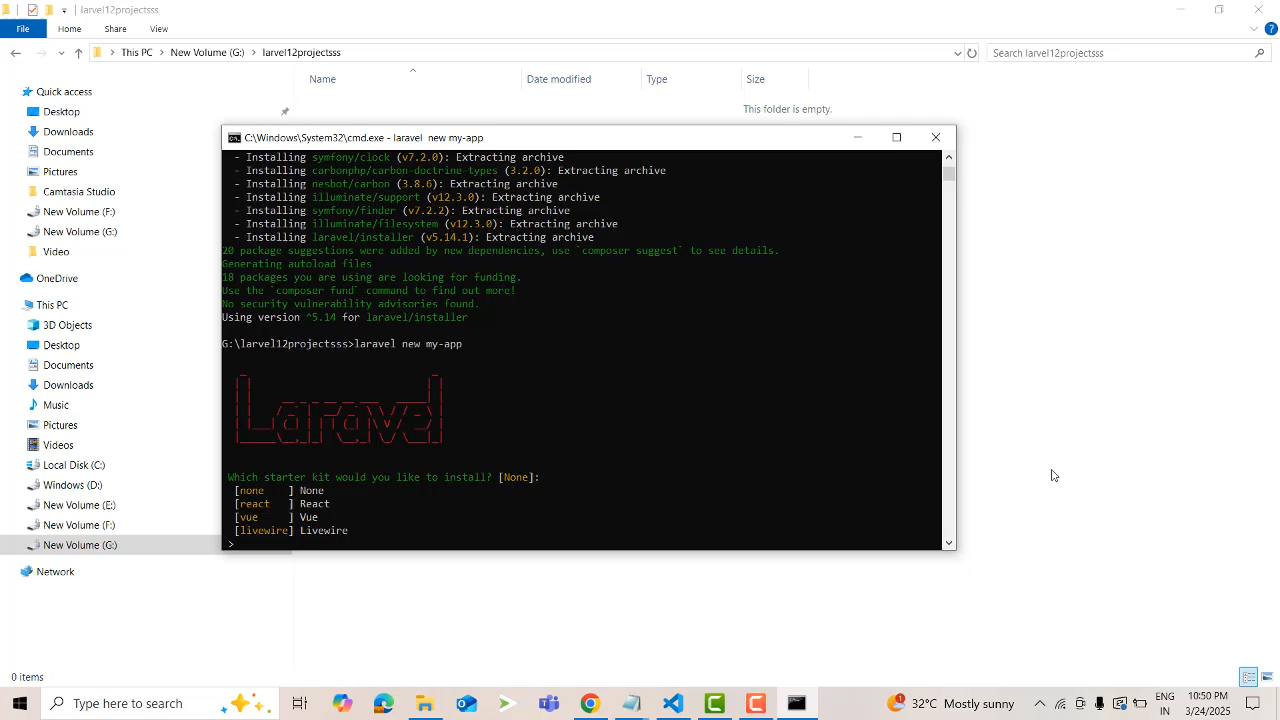 larvel12projectsss
File
Home
Share
View
This PC
New Volume (G:)
larvel12projectsss
Search larvel12projectsss
Name
Date modified
Type
Size
This folder is empty.
Quick access
Desktop
Downloads
Documents
Pictures
Camtasia Studio
New Volume (F:)
New Volume (G:)
Video
OneDrive
This PC
3D Objects
Desktop
Documents
Downloads
Music
Pictures
Videos
Local Disk (C:)
Windows (D:)
New Volume (E:)
New Volume (F:)
New Volume (G:)
Network
0 items
C:\Windows\System32\cmd.exe - laravel  new my-app
- Installing symfony/clock (v7.2.0): Extracting archive
- Installing carbonphp/carbon-doctrine-types (3.2.0): Extracting archive
- Installing nesbot/carbon (3.8.6): Extracting archive
- Installing illuminate/support (v12.3.0): Extracting archive
- Installing symfony/finder (v7.2.2): Extracting archive
- Installing illuminate/filesystem (v12.3.0): Extracting archive
- Installing laravel/installer (v5.14.1): Extracting archive
20 package suggestions were added by new dependencies, use `composer suggest` to see details.
Generating autoload files
18 packages you are using are looking for funding.
Use the `composer fund` command to find out more!
No security vulnerability advisories found.
Using version ^5.14 for laravel/installer
G:\larvel12projectsss>laravel new my-app
Laravel
Which starter kit would you like to install? [None]:
[none    ] None
[react   ] React
[vue     ] Vue
[livewire] Livewire
>
Type here to search
32°C Mostly sunny
ENG
IN
10:50 PM
3/24/2025